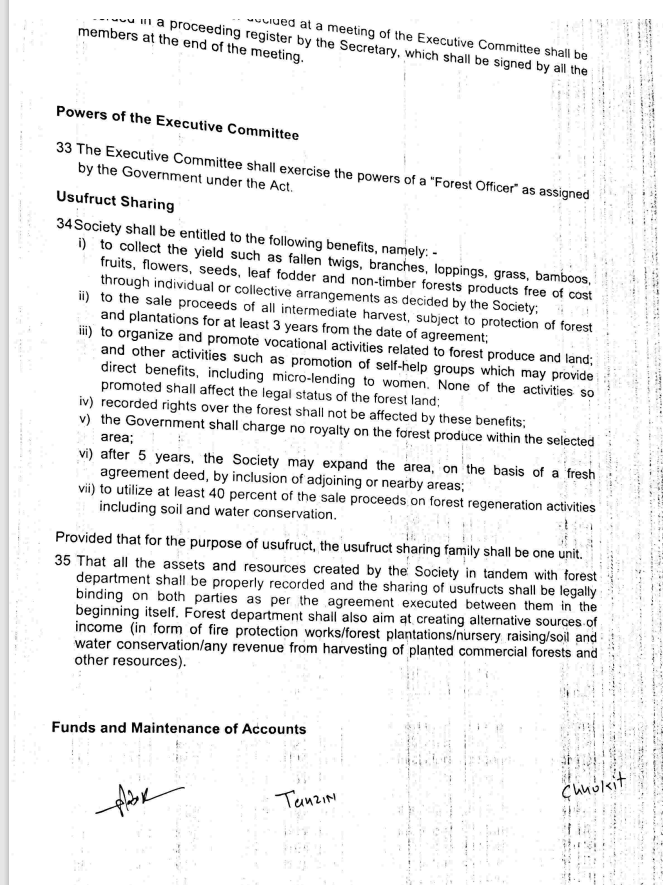 in a proceeding register by the Secretary, which shall be signed by all the
decided at a meeting of the Executive Committee shall be
members at the end of the meeting.
Powers of the Executive Committee
33 The Executive Committee shall exercise the powers of a "Forest Officer" as assigned
by the Government under the Act.
Usufruct Sharing
34Society shall be entitled to the following benefits, namely: -
i) to collect the yield such as fallen twigs, branches, loppings, grass, bamboos,
fruits, flowers, seeds, leaf fodder and non-timber forests products free of cost
through individual or collective arrangements as decided by the Society;
ii) to the sale proceeds of all intermediate harvest, subject to protection of forest
and plantations for at least 3 years from the date of agreement;
iii) to organize and promote vocational activities related to forest produce and land;
and other activities such as promotion of self-help groups which may provide
direct benefits, including micro-lending to women. None of the activities so
promoted shall affect the legal status of the forest land;
iv) recorded rights over the forest shall not be affected by these benefits;
v) the Government shall charge no royalty on the forest produce within the selected
area;
vi) after 5 years, the Society may expand the area, on the basis of a fresh
agreement deed, by inclusion of adjoining or nearby areas;
vii) to utilize at least 40 percent of the sale proceeds on forest regeneration activities
including soil and water conservation.
Provided that for the purpose of usufruct, the usufruct sharing family shall be one unit.
35 That all the assets and resources created by the Society in tandem with forest
department shall be properly recorded and the sharing of usufructs shall be legally
binding on both parties as per the agreement executed between them in the
beginning itself. Forest department shall also aim at creating alternative sources of
income (in form of fire protection works/forest plantations/nursery raising/soil and
water conservation/any revenue from harvesting of planted commercial forests and
other resources).
Funds and Maintenance of Accounts
Tanzin
Chuskit